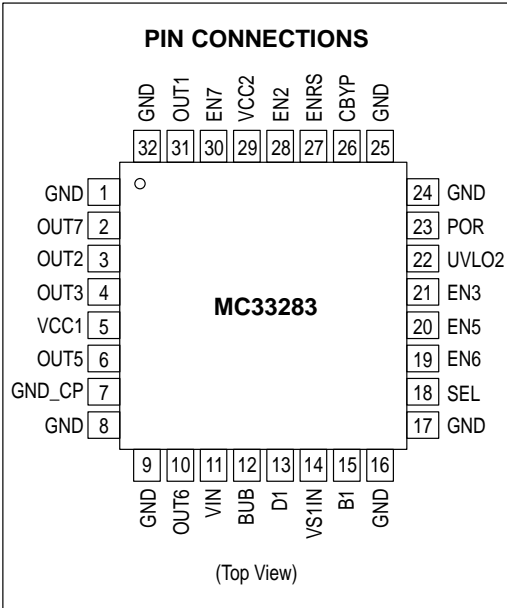 PIN CONNECTIONS
GND
OUT1
EN7
VCC2
EN2
ENRS
CBYP
GND
32 31 30 29 28 27 26 25
GND 1
OUT7 2
OUT2 3
OUT3 4
VCC1 5
OUT5 6
GND_CP 7
GND 8
MC33283
24 GND
23 POR
22 UVLO2
21 EN3
20 EN5
19 EN6
18 SEL
17 GND
9 10 11 12 13 14 15 16
GND
OUT6
VIN
BUB
D1
VS1IN
B1
GND
(Top View)